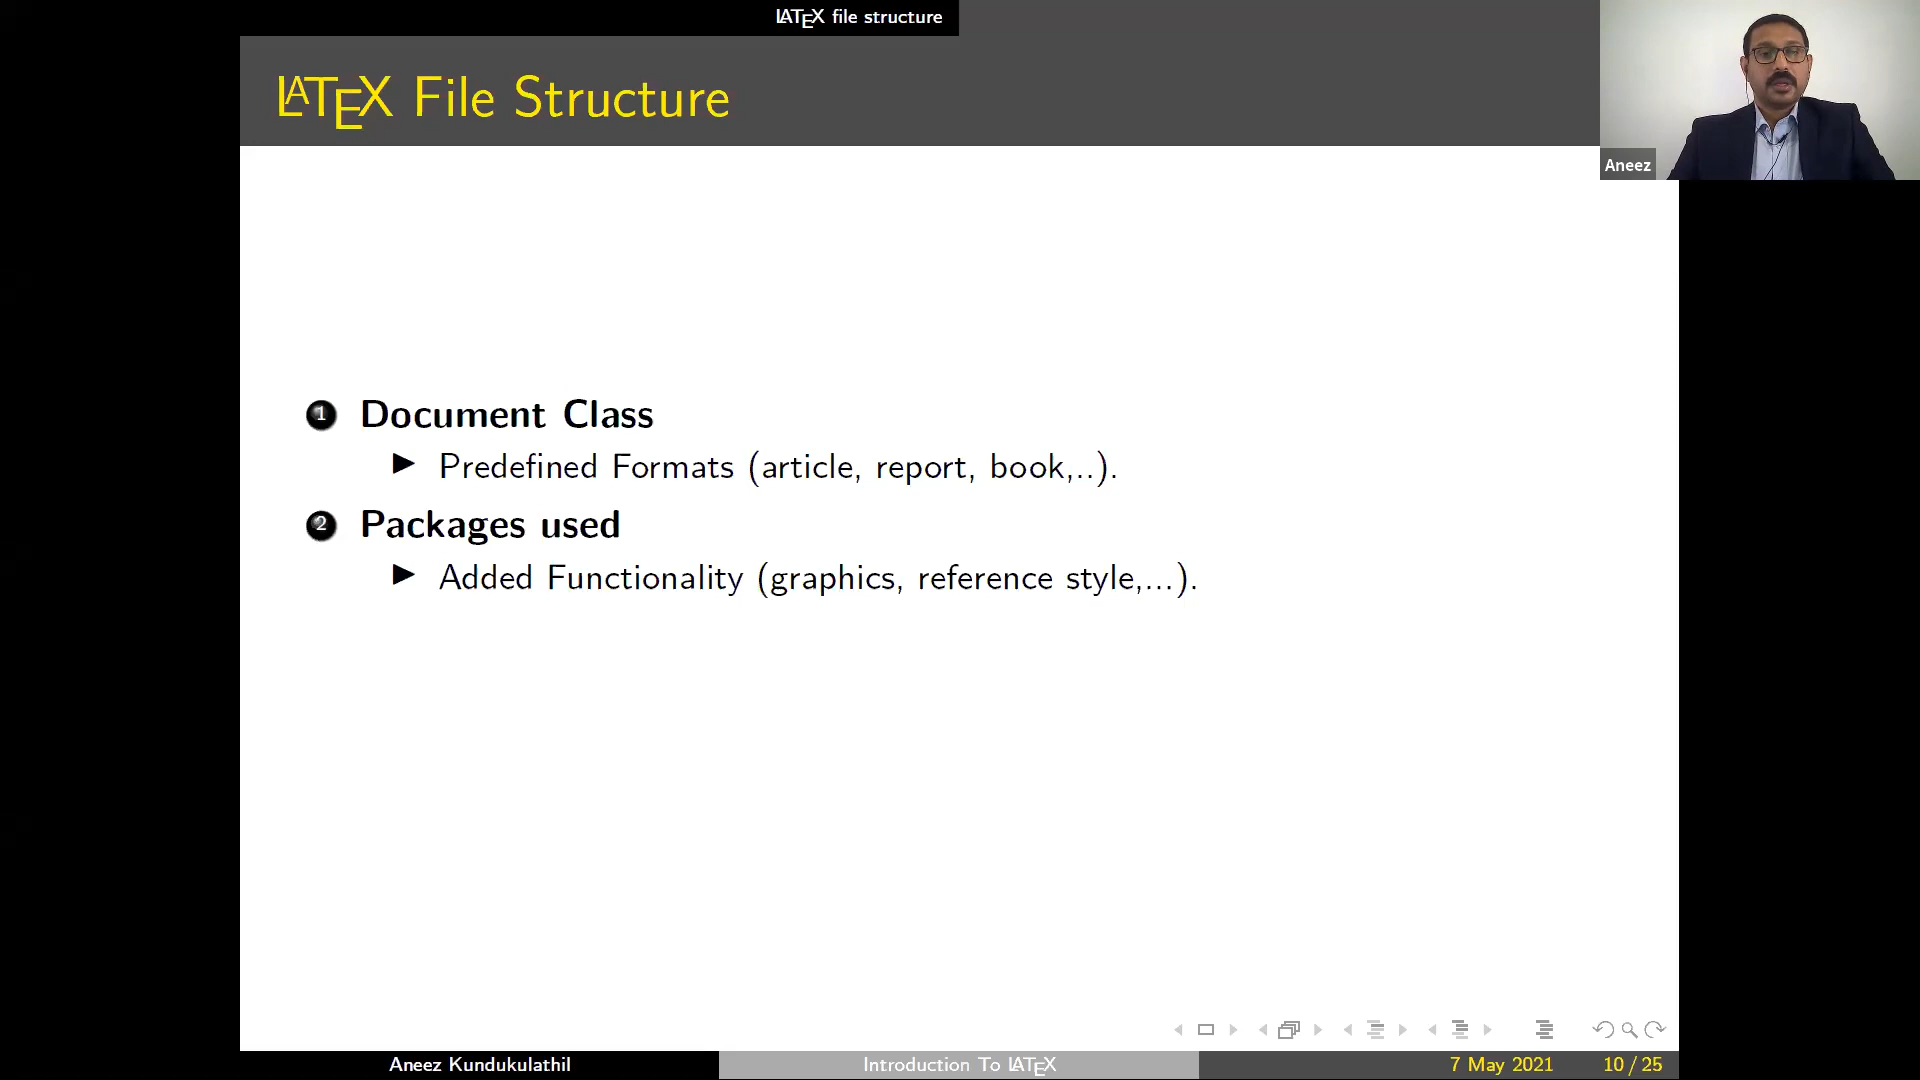 LATEX file structure
LATEX File Structure
Aneez
1 Document Class
Predefined Formats (article, report, book,..).
2 Packages used
Added Functionality (graphics, reference style,...).
Aneez Kundukulathil
Introduction To LATEX
7 May 2021
10 / 25